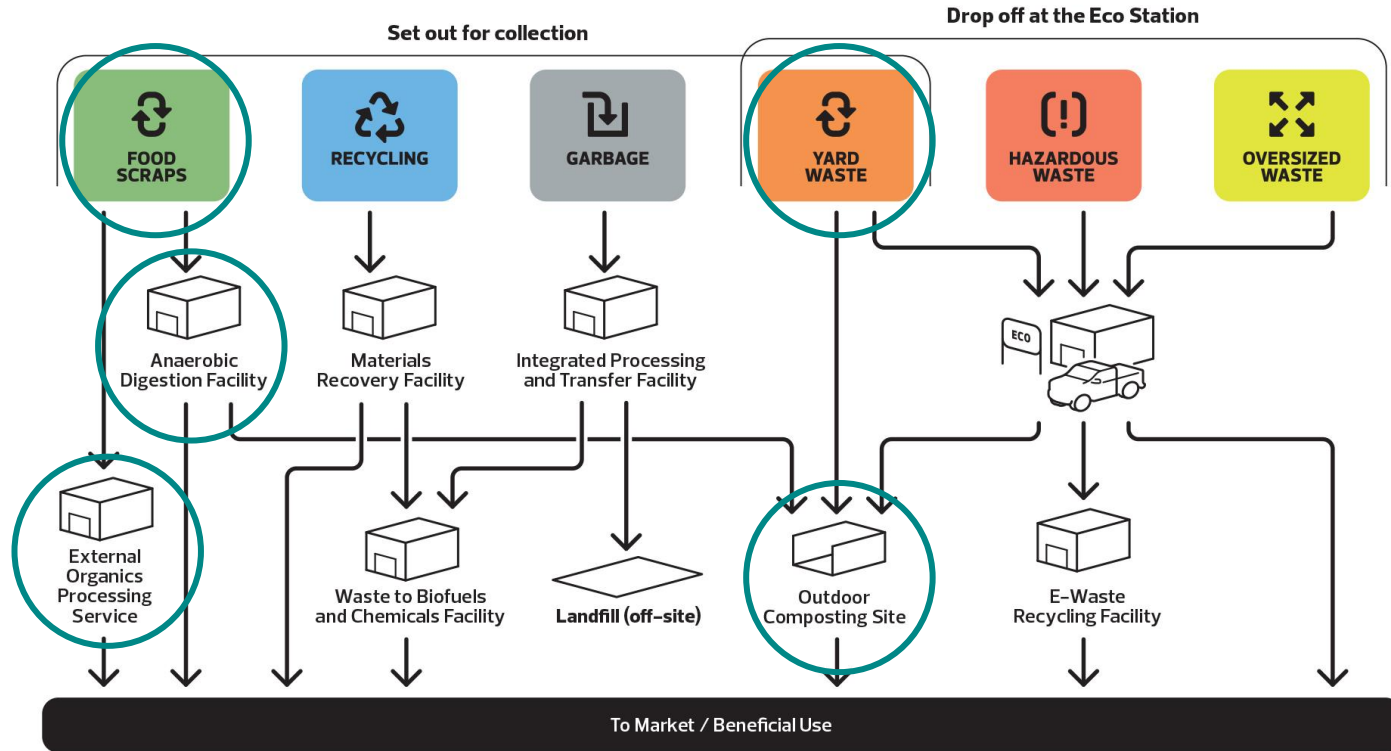 Set out for collection
Drop off at the Eco Station
FOOD
SCRAPS
RECYCLING
GARBAGE
YARD
WASTE
HAZARDOUS
WASTE
OVERSIZED
WASTE
Anaerobic
Digestion Facility
Materials
Recovery Facility
Integrated Processing
and Transfer Facility
ECO
External
Organics
Processing
Service
Waste to Biofuels
and Chemicals Facility
Landfill (off-site)
Outdoor
Composting Site
E-Waste
Recycling Facility
To Market / Beneficial Use